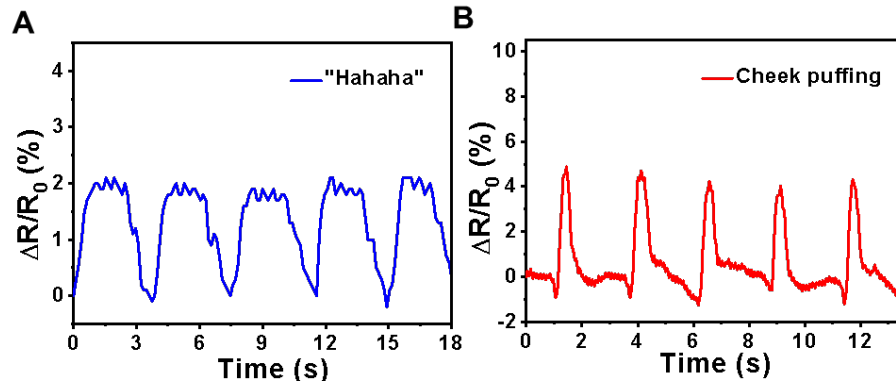 A
"Hahaha"
4
3
2
1
0
ΔR/R0 (%)
0 3 6 9 12 15 18
Time (s)
B
Cheek puffing
10
8
6
4
2
0
-2
ΔR/R0 (%)
0 2 4 6 8 10 12
Time (s)